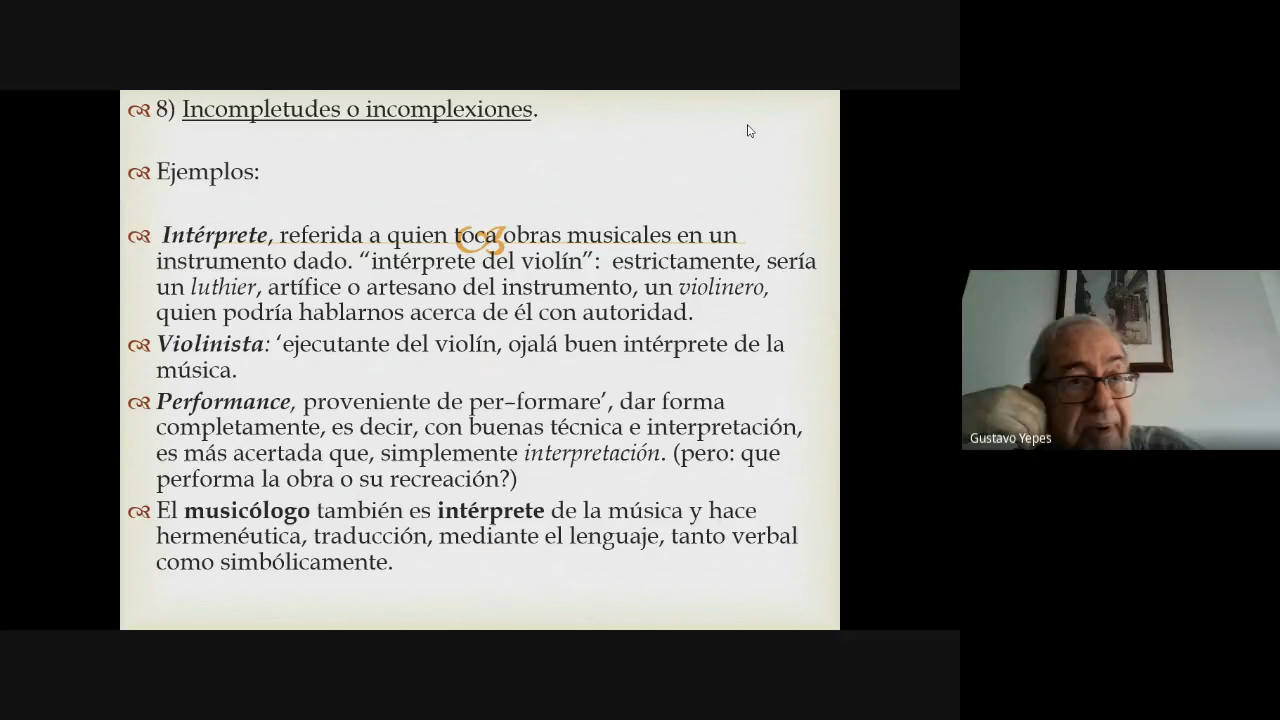 8) Incompletudes o incomplexiones.
Ejemplos:
Intérprete, referida a quien toca obras musicales en un
instrumento dado. “intérprete del violín”: estrictamente, sería
un luthier, artífice o artesano del instrumento, un violinero,
quien podría hablarnos acerca de él con autoridad.
Violinista: ‘ejecutante del violín, ojalá buen intérprete de la
música.
Performance, proveniente de per–formare’, dar forma
completamente, es decir, con buenas técnica e interpretación,
es más acertada que, simplemente interpretación. (pero: que
performa la obra o su recreación?)
El musicólogo también es intérprete de la música y hace
hermenéutica, traducción, mediante el lenguaje, tanto verbal
como simbólicamente.
Gustavo Yepes